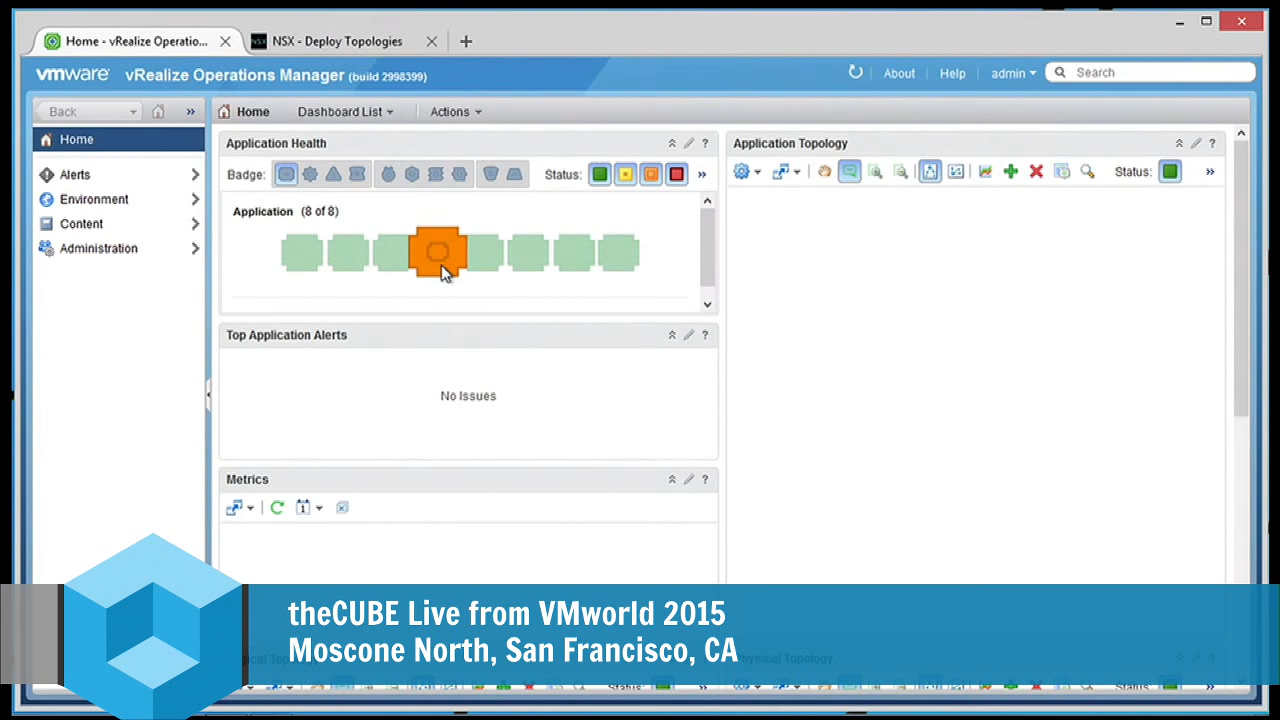 Home - vRealize Operatio...
NSX - Deploy Topologies
vmware vRealize Operations Manager (build 2998399)
About Help admin Search
Back
Home Dashboard List Actions
Home
Alerts
Environment
Content
Administration
Application Health
Badge: Status:
Application (8 of 8)
Top Application Alerts
No Issues
Metrics
Application Topology
Status:
theCUBE Live from VMworld 2015
Moscone North, San Francisco, CA